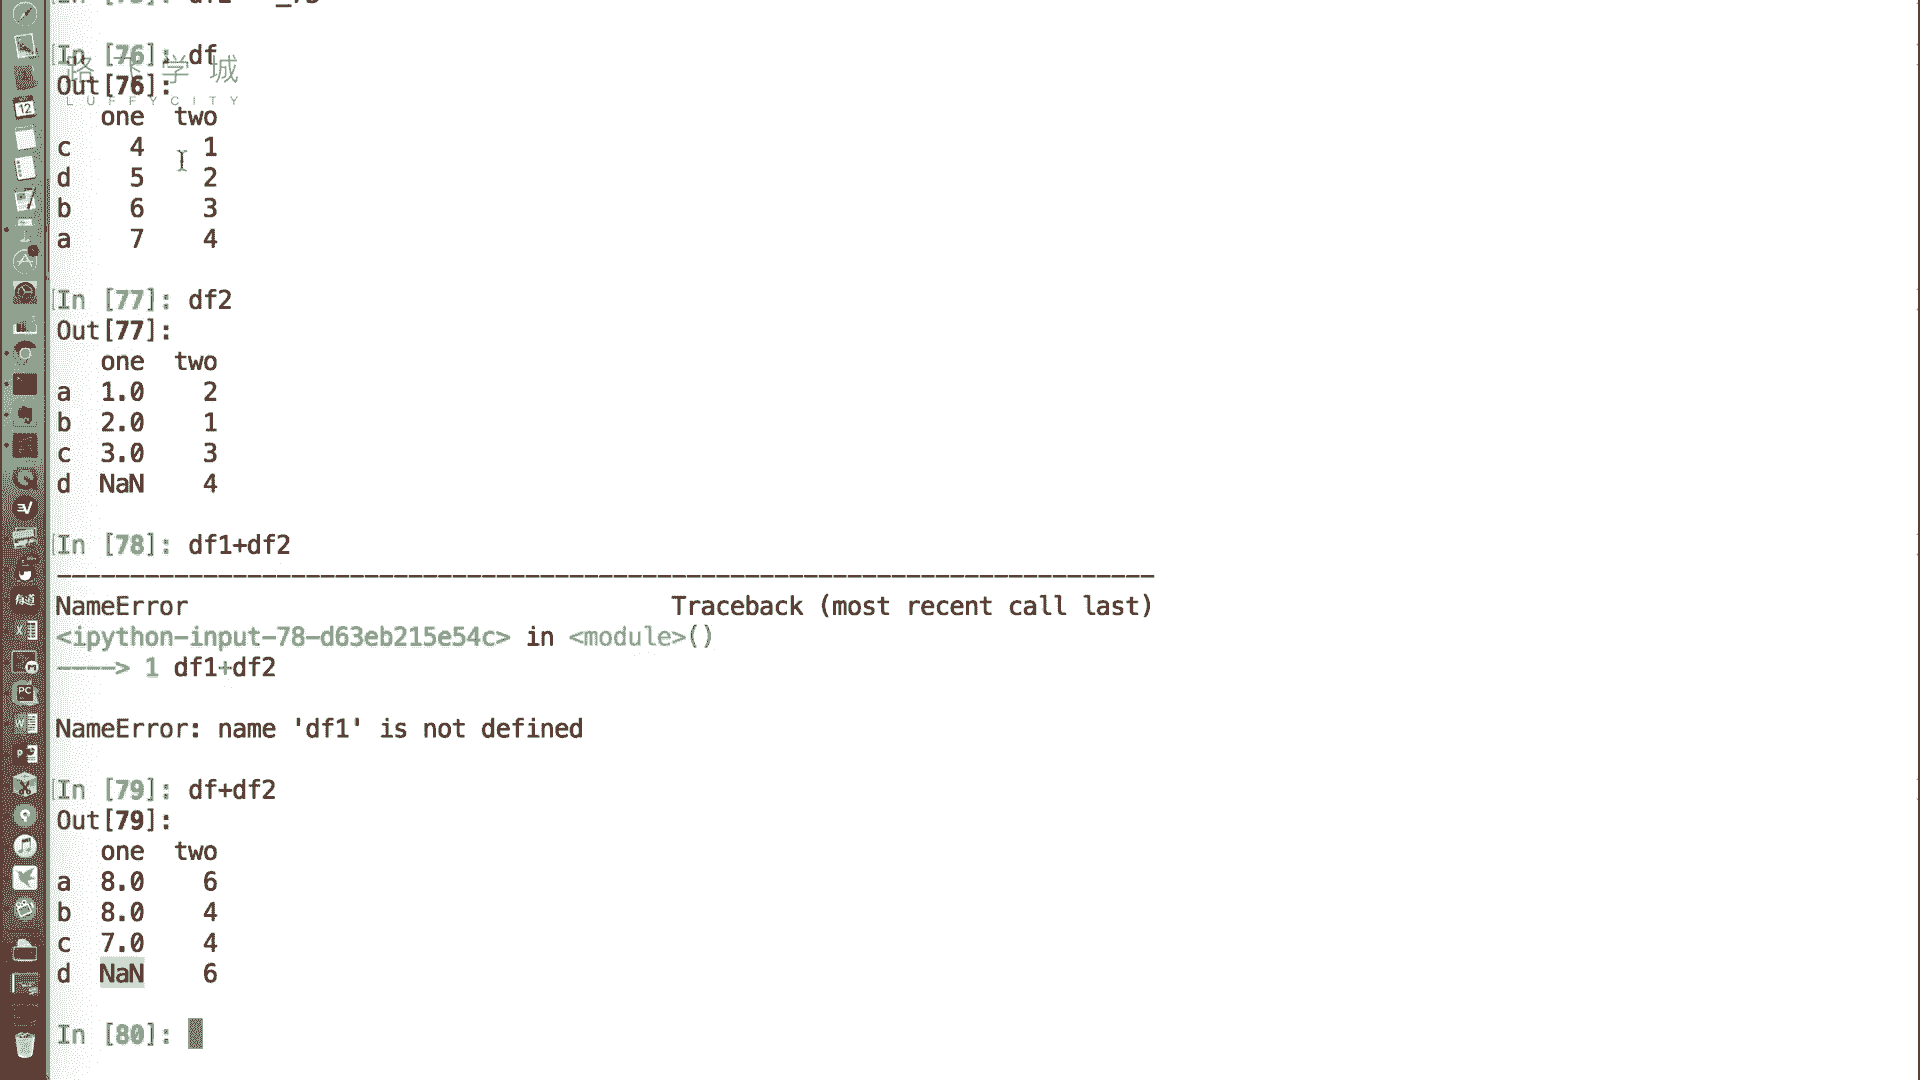 In [76]: df
路飞学城
Out[76]:
LUFFYCITY
   one  two
c    4    1
d    5    2
b    6    3
a    7    4
In [77]: df2
Out[77]:
   one  two
a  1.0    2
b  2.0    1
c  3.0    3
d  NaN    4
In [78]: df1+df2
---------------------------------------------------------------------------
NameError                                 Traceback (most recent call last)
<ipython-input-78-d63eb215e54c> in <module>()
----> 1 df1+df2
NameError: name 'df1' is not defined
In [79]: df+df2
Out[79]:
   one  two
a  8.0    6
b  8.0    4
c  7.0    4
d  NaN    6
In [80]: